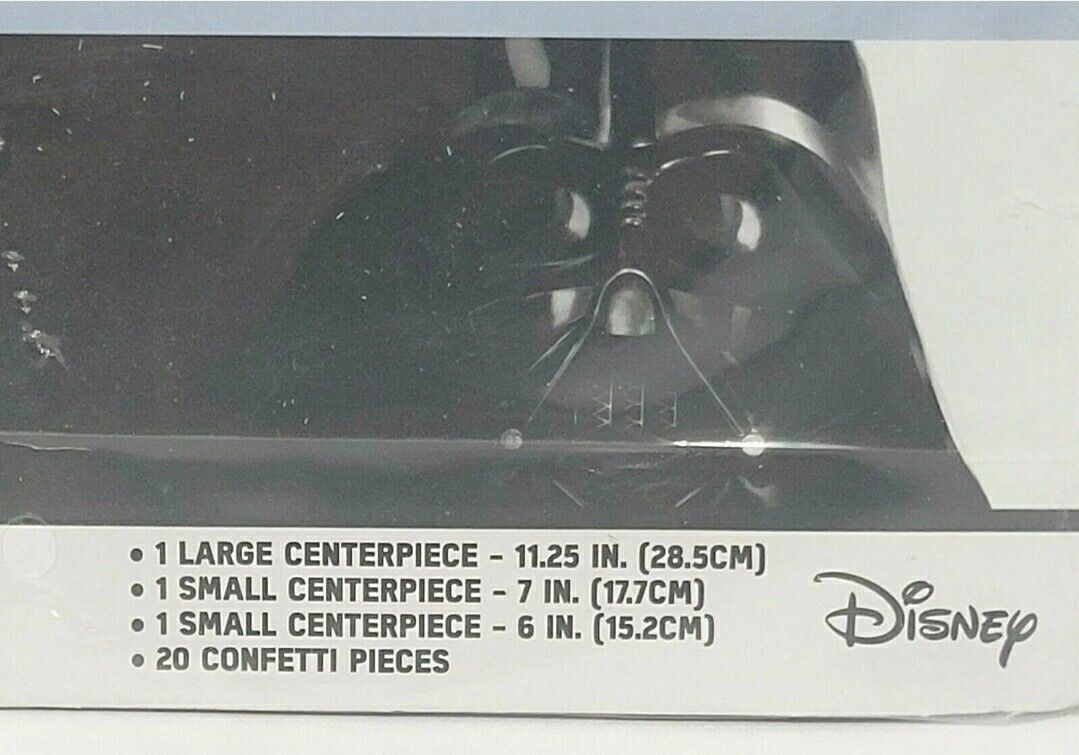 • 1 LARGE CENTERPIECE – 11.25 IN. (28.5CM)
• 1 SMALL CENTERPIECE – 7 IN. (17.7CM)
• 1 SMALL CENTERPIECE – 6 IN. (15.2CM)
• 20 CONFETTI PIECES
DISNEY